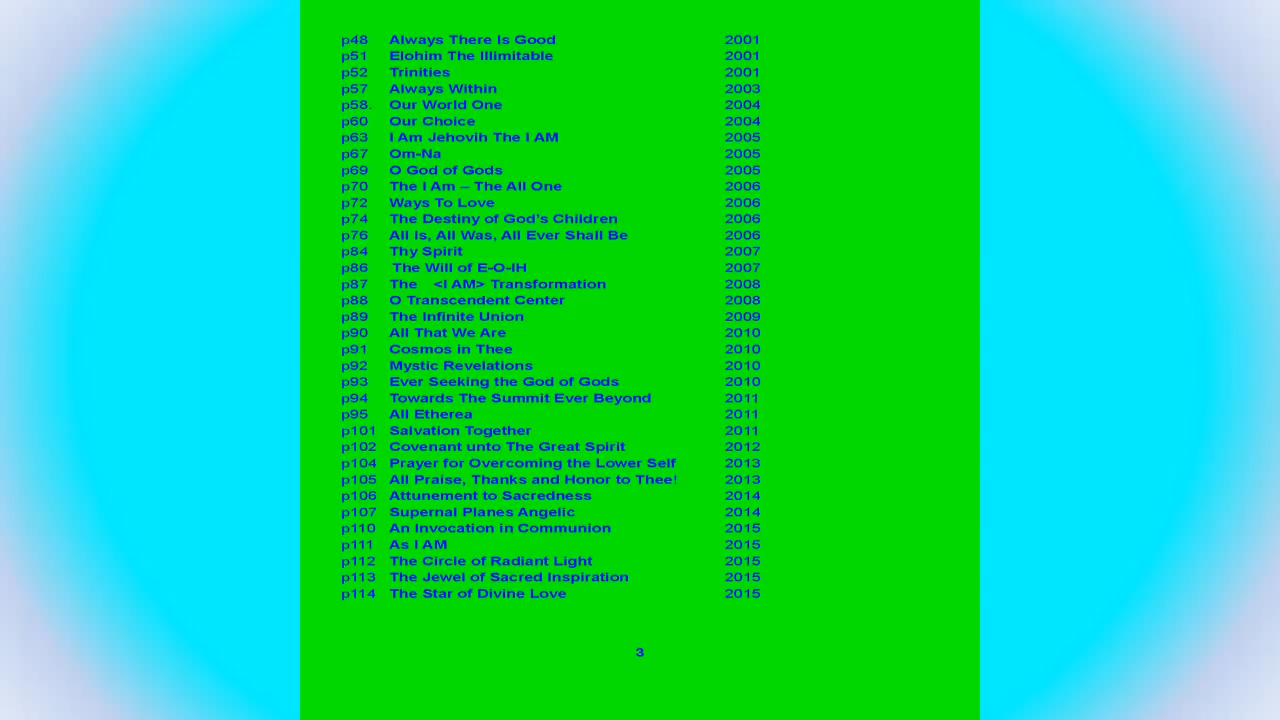 p48 Always There Is Good 2001
p51 Elohim The Illimitable 2001
p52 Trinities 2001
p57 Always Within 2003
p58. Our World One 2004
p60 Our Choice 2004
p63 I Am Jehovih The I AM 2005
p67 Om-Na 2005
p69 O God of Gods 2005
p70 The I Am – The All One 2006
p72 Ways To Love 2006
p74 The Destiny of God's Children 2006
p76 All Is, All Was, All Ever Shall Be 2006
p84 Thy Spirit 2007
p86 The Will of E-O-IH 2007
p87 The <I AM> Transformation 2008
p88 O Transcendent Center 2008
p89 The Infinite Union 2009
p90 All That We Are 2010
p91 Cosmos in Thee 2010
p92 Mystic Revelations 2010
p93 Ever Seeking the God of Gods 2010
p94 Towards The Summit Ever Beyond 2011
p95 All Etherea 2011
p101 Salvation Together 2011
p102 Covenant unto The Great Spirit 2012
p104 Prayer for Overcoming the Lower Self 2013
p105 All Praise, Thanks and Honor to Thee! 2013
p106 Attunement to Sacredness 2014
p107 Supernal Planes Angelic 2014
p110 An Invocation in Communion 2015
p111 As I AM 2015
p112 The Circle of Radiant Light 2015
p113 The Jewel of Sacred Inspiration 2015
p114 The Star of Divine Love 2015
3